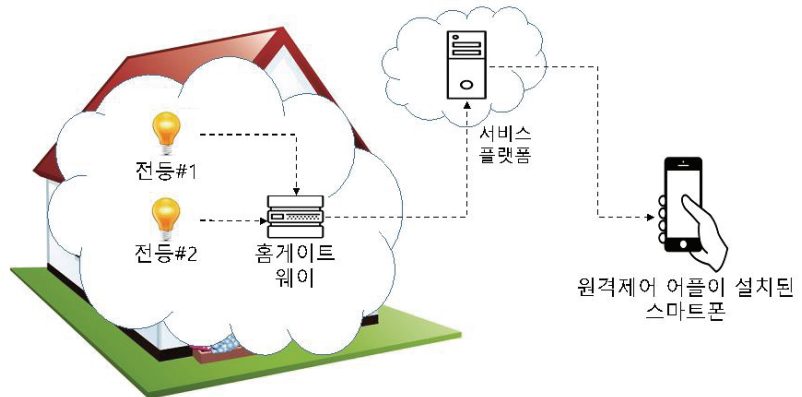 서비스
플랫폼
전등#1
전등#2
홈게이트
웨이
원격제어 어플이 설치된
스마트폰